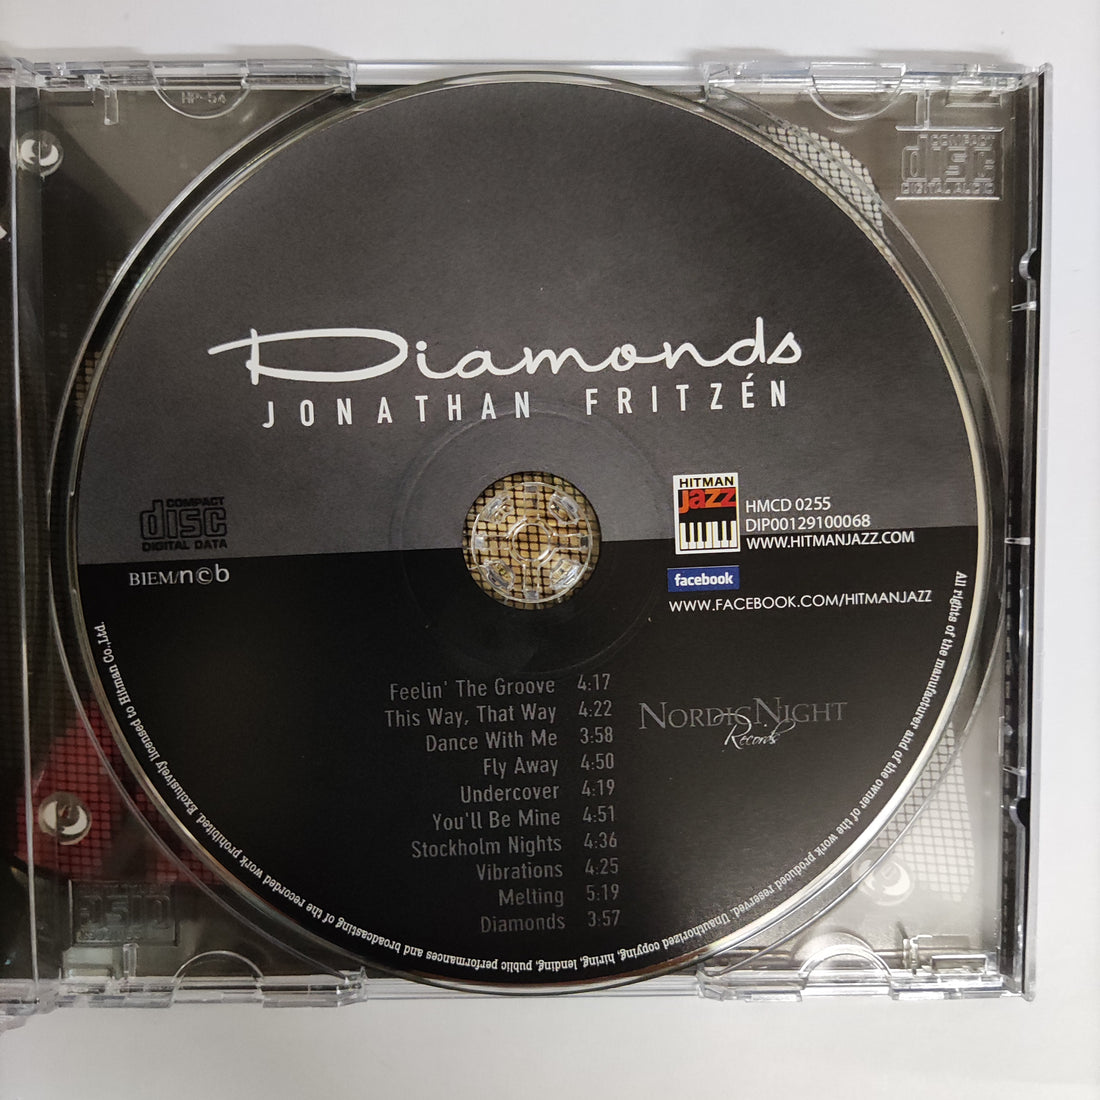 HP-54
COMPACT
disc
DIGITAL AUDIO
Diamonds
JONATHAN FRITZÉN
COMPACT
disc
DIGITAL DATA
BIEM/n©b
HITMAN
jazz
HMCD 0255
DIP00129100068
WWW.HITMANJAZZ.COM
facebook
WWW.FACEBOOK.COM/HITMANJAZZ
Feelin' The Groove 4:17
This Way, That Way 4:22
Dance With Me 3:58
Fly Away 4:50
Undercover 4:19
You'll Be Mine 4:51
Stockholm Nights 4:36
Vibrations 4:25
Melting 5:19
Diamonds 3:57
NORDICNIGHT
Records
All rights of the manufacturer and of the owner of the work produced reserved. Unauthorized copying, hiring, lending, public performances and broadcasting of the recorded work prohibited. Exclusively licensed to Hitman Co.,Ltd.
disc